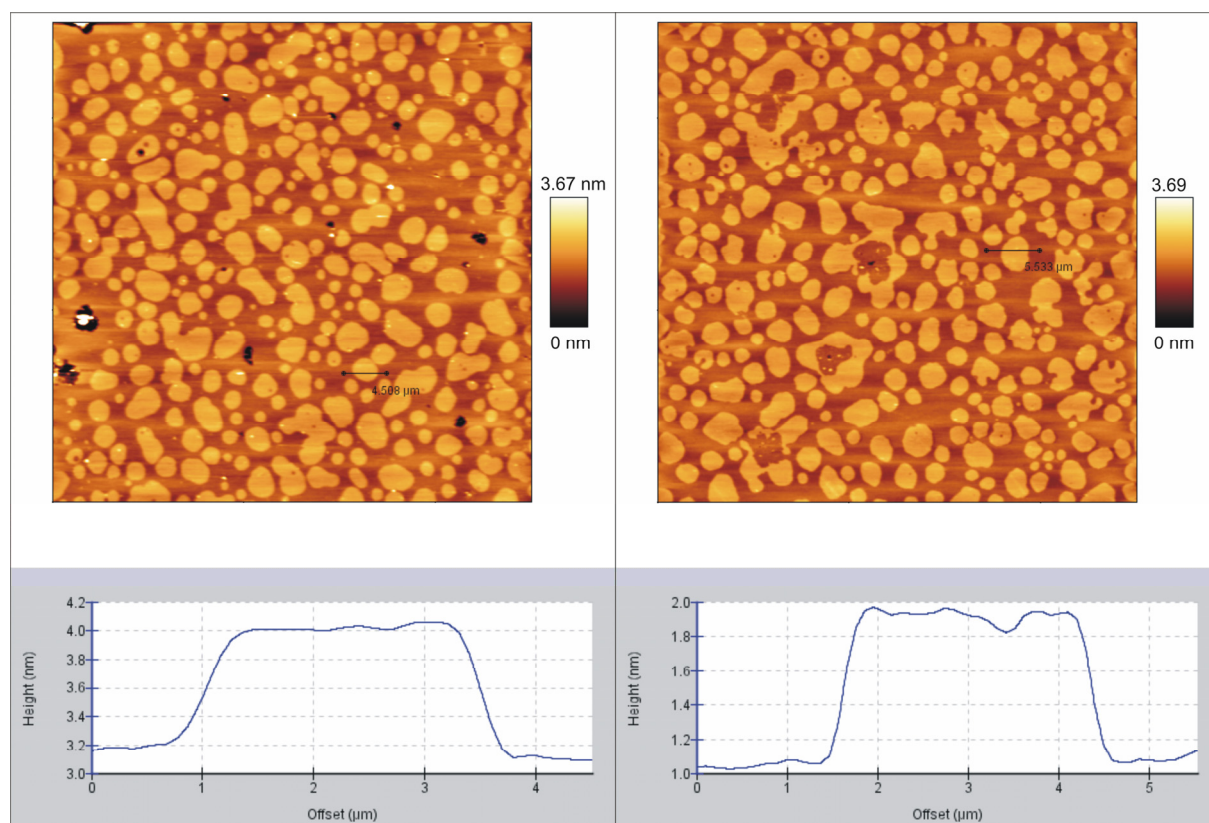 3.67 nm
0 nm
4.508 µm
3.69
0 nm
5.533 µm
4.2
4.0
3.8
3.6
3.4
3.2
3.0
Height (nm)
0 1 2 3 4
Offset (µm)
2.0
1.8
1.6
1.4
1.2
1.0
Height (nm)
0 1 2 3 4 5
Offset (µm)